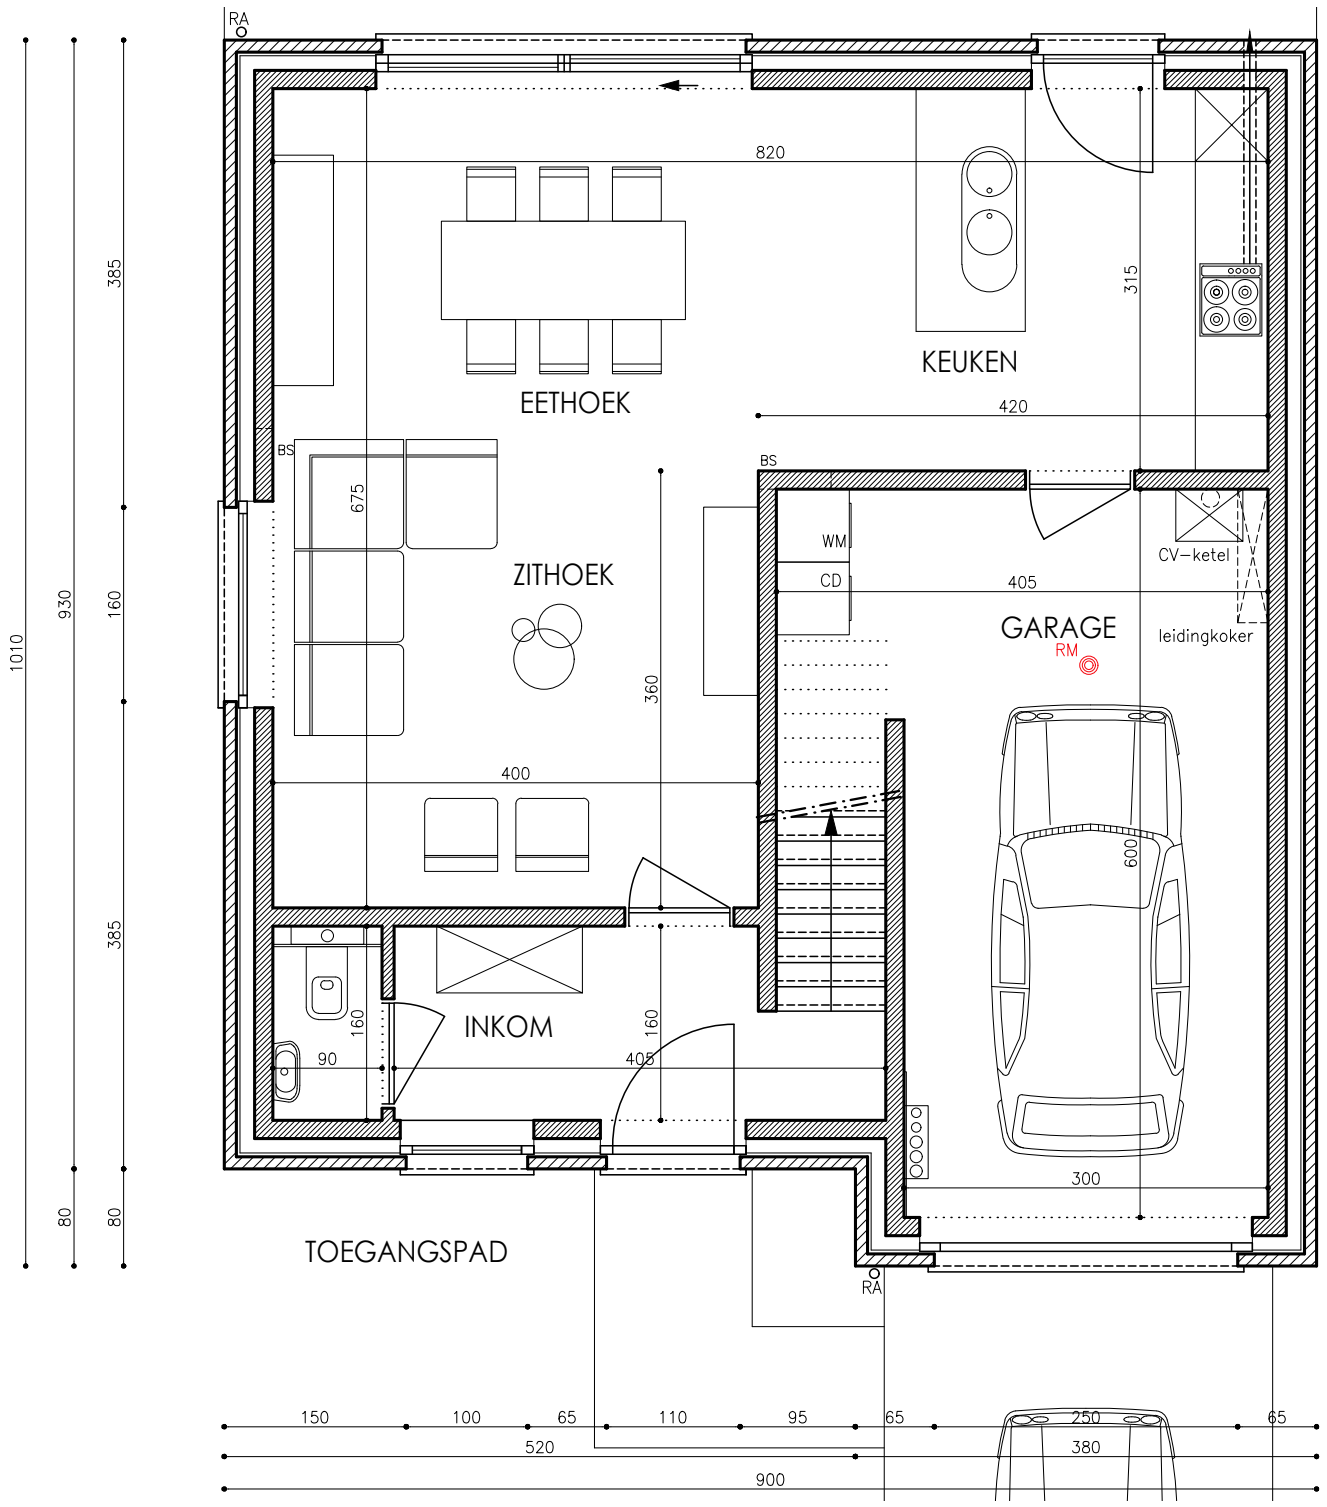 RA
820
385
315
KEUKEN
EETHOEK
420
BS
BS
675
WM
CV-ketel
ZITHOEK
CD
405
160
930
1010
GARAGE
leidingkoker
RM
360
400
600
385
INKOM
160
160
90
405
300
80
80
TOEGANGSPAD
RA
150
100
65
110
95
65
250
65
520
380
900